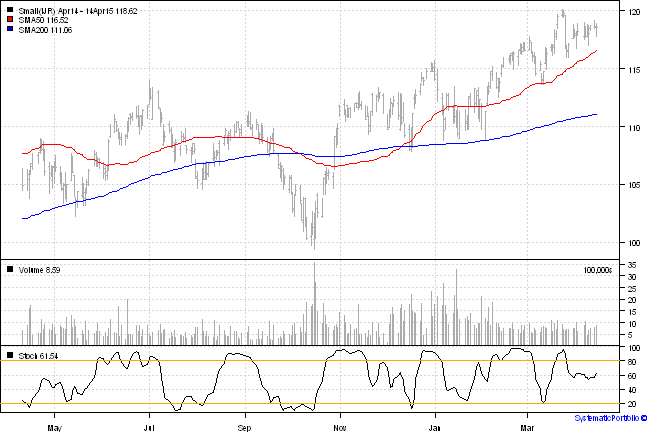 Small(IJR) Apr14 - 14Apr15 118.62
SMA50 116.52
SMA200 111.06
120
115
110
105
100
Volume 8.59
100,000s
35
30
25
20
15
10
5
Stoch 61.54
100
80
60
40
20
May
Jul
Sep
Nov
Jan
Mar
SystematicPortfolio ©